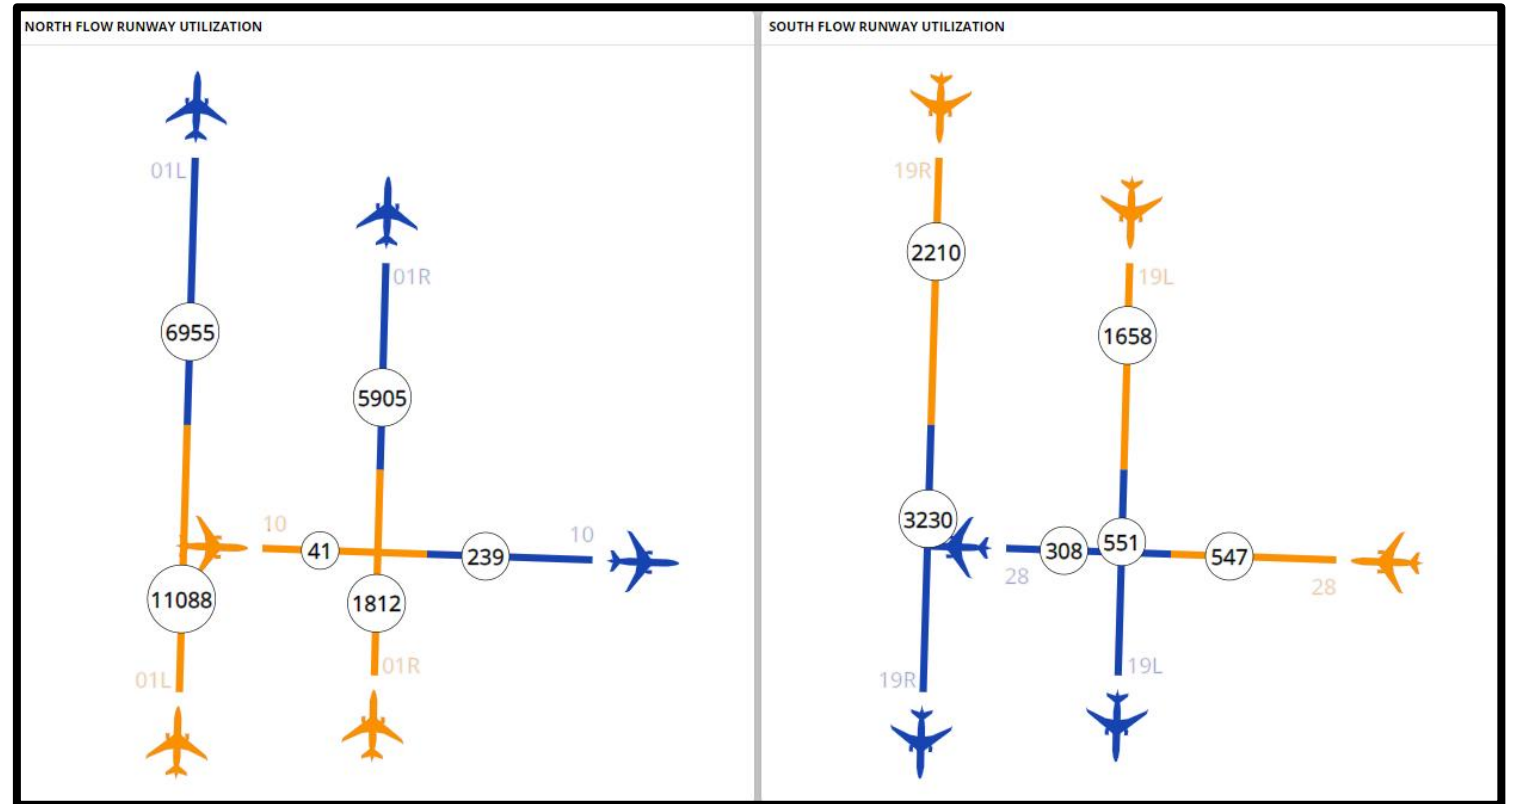 NORTH FLOW RUNWAY UTILIZATION
01L
01R
6955
5905
10
10
41
239
11088
1812
01L
01R
SOUTH FLOW RUNWAY UTILIZATION
19R
2210
19L
1658
3230
308
551
547
28
28
19R
19L